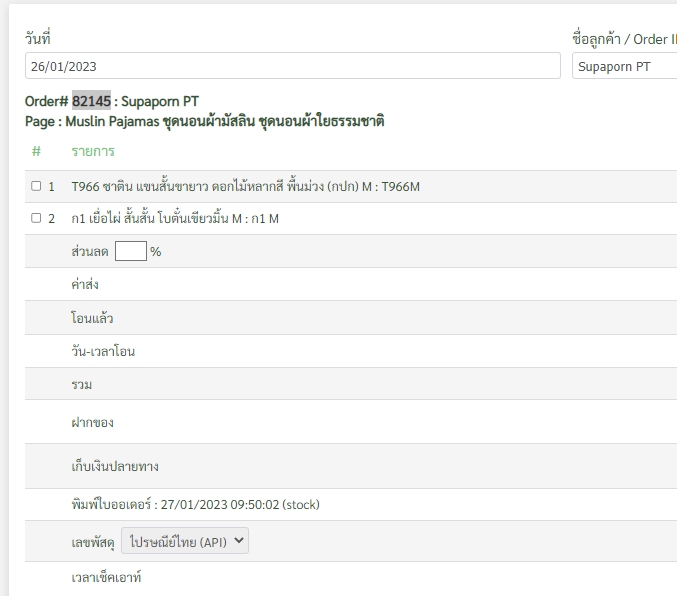 วันที่
ชื่อลูกค้า / Order I
26/01/2023
Supaporn PT
Order# 82145 : Supaporn PT
Page : Muslin Pajamas ชุดนอนผ้ามัสลิน ชุดนอนผ้าใยธรรมชาติ
# รายการ
1 T966 ซาติน แขนสั้นขายาว ดอกไม้หลากสี พื้นม่วง (กปก) M : T966M
2 ก1 เยื่อไผ่ สั้นสั้น โบตั๋นเขียวมิ้น M : ก1 M
ส่วนลด %
ค่าส่ง
โอนแล้ว
วัน-เวลาโอน
รวม
ฝากของ
เก็บเงินปลายทาง
พิมพ์ใบออเดอร์ : 27/01/2023 09:50:02 (stock)
เลขพัสดุ ไปรษณีย์ไทย (API)
เวลาเช็คเอาท์